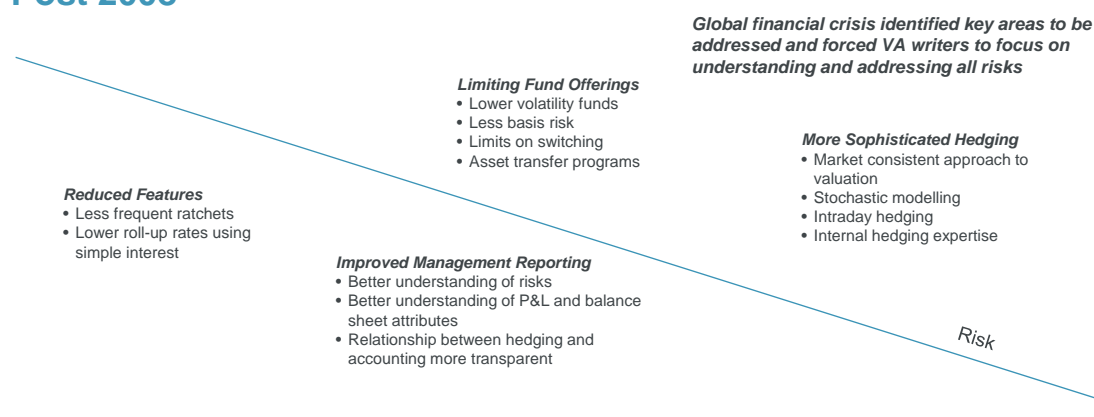 Global financial crisis identified key areas to be
addressed and forced VA writers to focus on
understanding and addressing all risks
Limiting Fund Offerings
• Lower volatility funds
• Less basis risk
• Limits on switching
• Asset transfer programs
More Sophisticated Hedging
• Market consistent approach to
valuation
• Stochastic modelling
• Intraday hedging
• Internal hedging expertise
Reduced Features
• Less frequent ratchets
• Lower roll-up rates using
simple interest
Improved Management Reporting
• Better understanding of risks
• Better understanding of P&L and balance
sheet attributes
• Relationship between hedging and
accounting more transparent
Risk